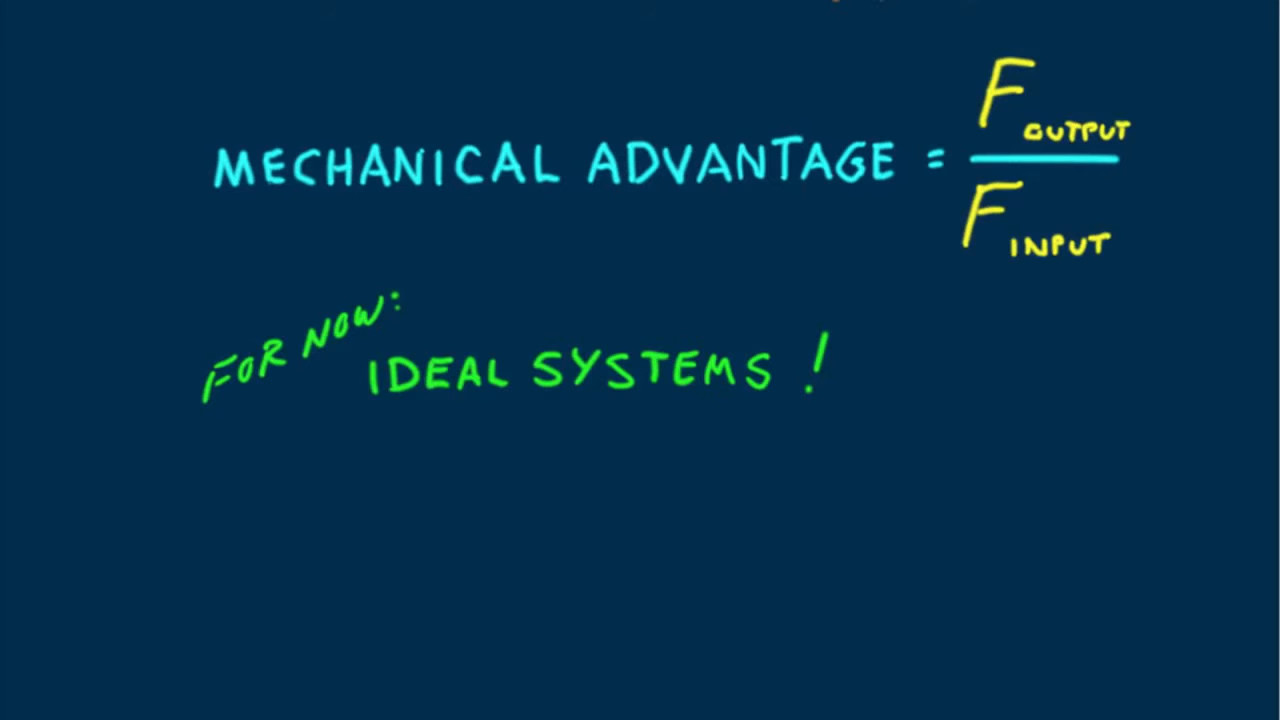 MECHANICAL ADVANTAGE = F OUTPUT / F INPUT
FOR NOW:
IDEAL SYSTEMS !